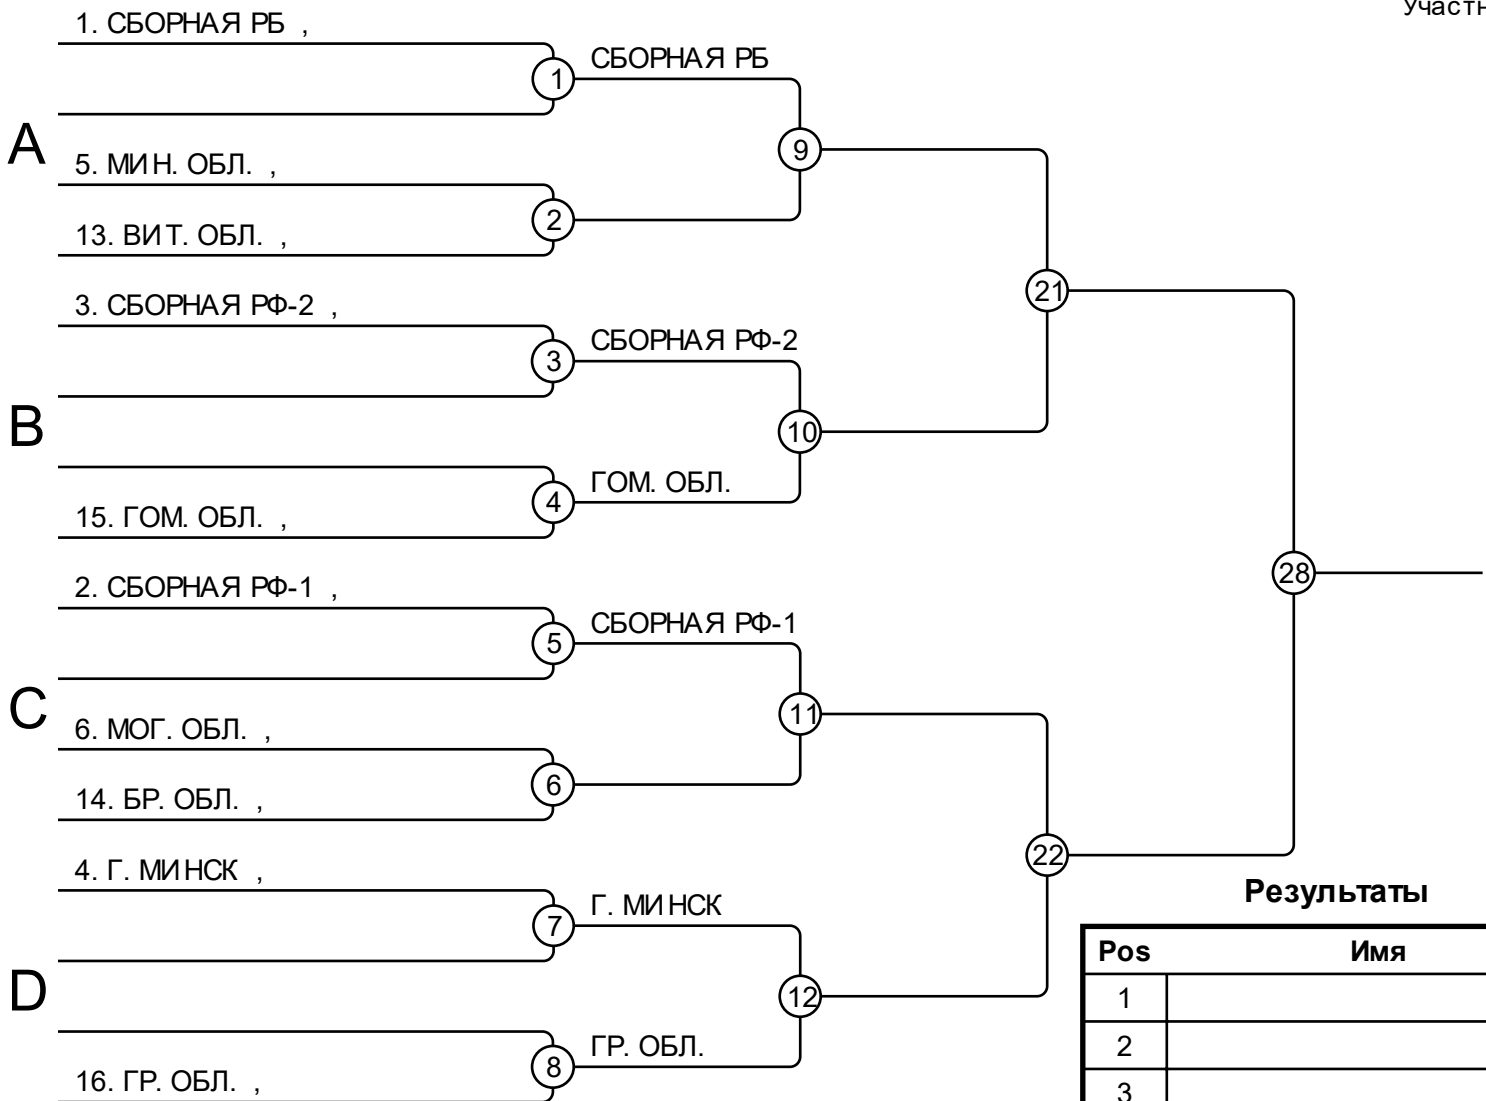 Участн
1. СБОРНАЯ РБ ,
СБОРНАЯ РБ
1
A
9
5. МИН. ОБЛ. ,
2
13. ВИТ. ОБЛ. ,
21
3. СБОРНАЯ РФ-2 ,
СБОРНАЯ РФ-2
3
B
10
ГОМ. ОБЛ.
4
15. ГОМ. ОБЛ. ,
28
2. СБОРНАЯ РФ-1 ,
СБОРНАЯ РФ-1
5
C
11
6. МОГ. ОБЛ. ,
6
14. БР. ОБЛ. ,
22
4. Г. МИНСК ,
Г. МИНСК
7
D
12
ГР. ОБЛ.
8
16. ГР. ОБЛ. ,
Результаты
Pos Имя
1
2
3